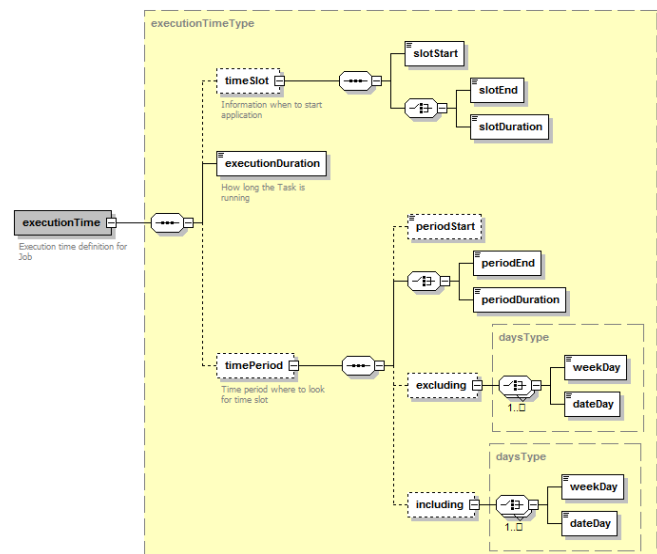 executionTimeType
slotStart
timeSlot
slotEnd
Information when to start
application
slotDuration
executionDuration
How long the Task is
running
executionTime
Execution time definition for
Job
periodStart
periodEnd
periodDuration
timePeriod
Time period where to look
for time slot
daysType
weekDay
excluding
dateDay
1..□
daysType
weekDay
including
dateDay
1..□